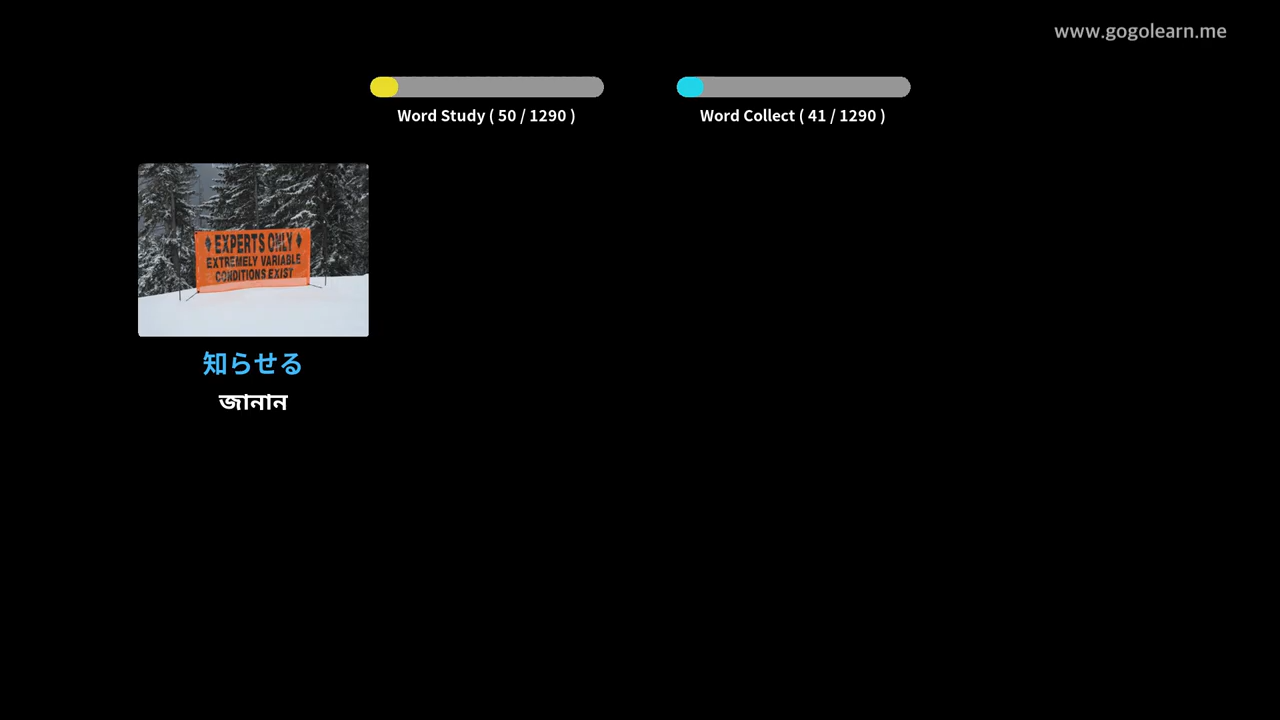 www.gogolearn.me
Word Study ( 50 / 1290 )
Word Collect ( 41 / 1290 )
EXPERTS ONLY
EXTREMELY VARIABLE
CONDITIONS EXIST
知らせる
জানান